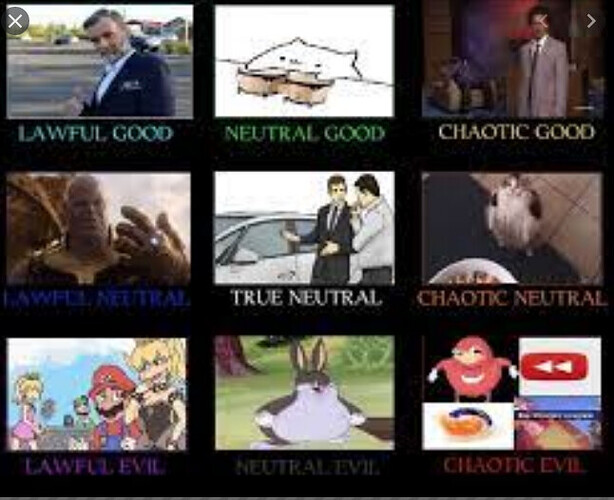 LAWFUL GOOD
NEUTRAL GOOD
CHAOTIC GOOD
LAWFUL NEUTRAL
TRUE NEUTRAL
CHAOTIC NEUTRAL
LAWFUL EVIL
NEUTRAL EVIL
CHAOTIC EVIL